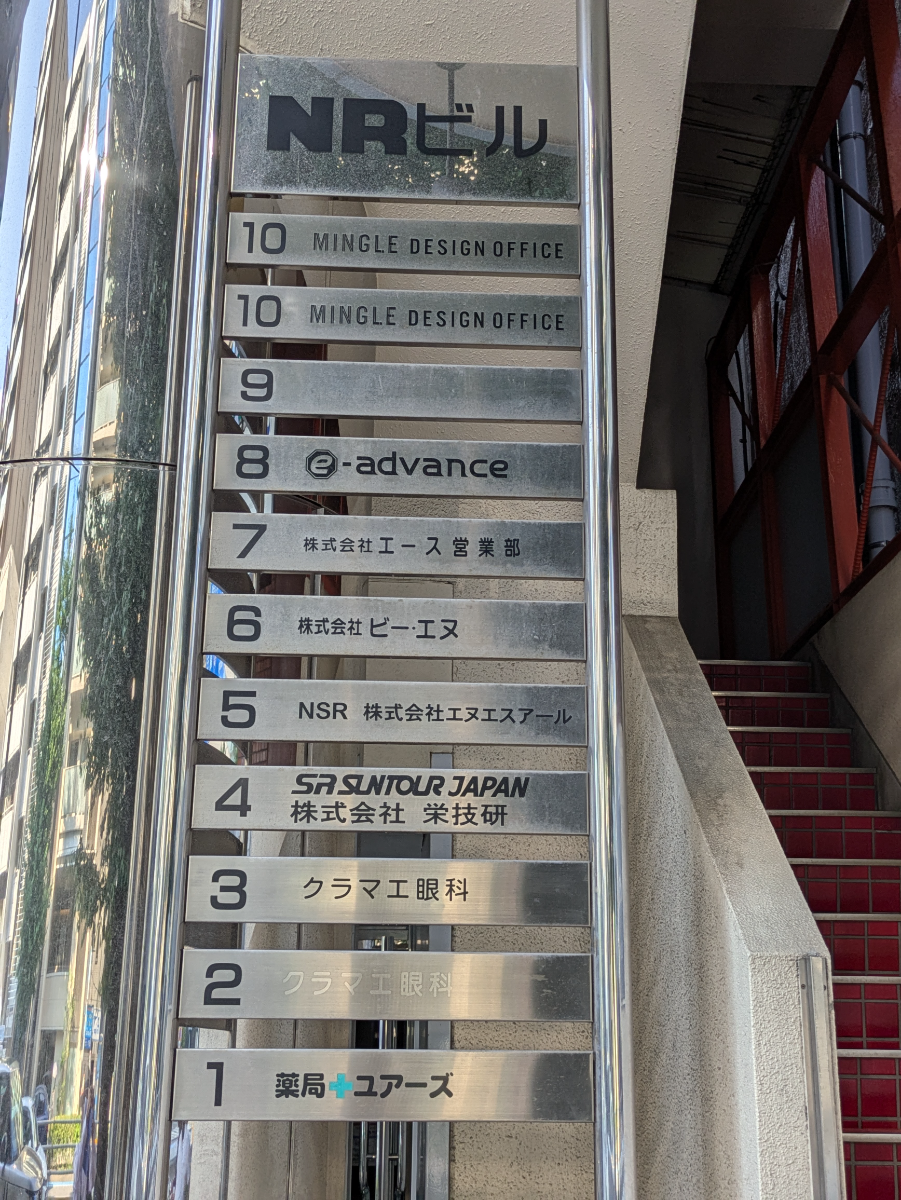 NRビル
10 MINGLE DESIGN OFFICE
10 MINGLE DESIGN OFFICE
9
8 e-advance
7 株式会社エース営業部
6 株式会社ビー・エヌ
5 NSR 株式会社エヌエスアール
4 SR SUNTOUR JAPAN
株式会社 栄技研
3 クラマエ眼科
2 クラマエ眼科
1 薬局+ユアーズ